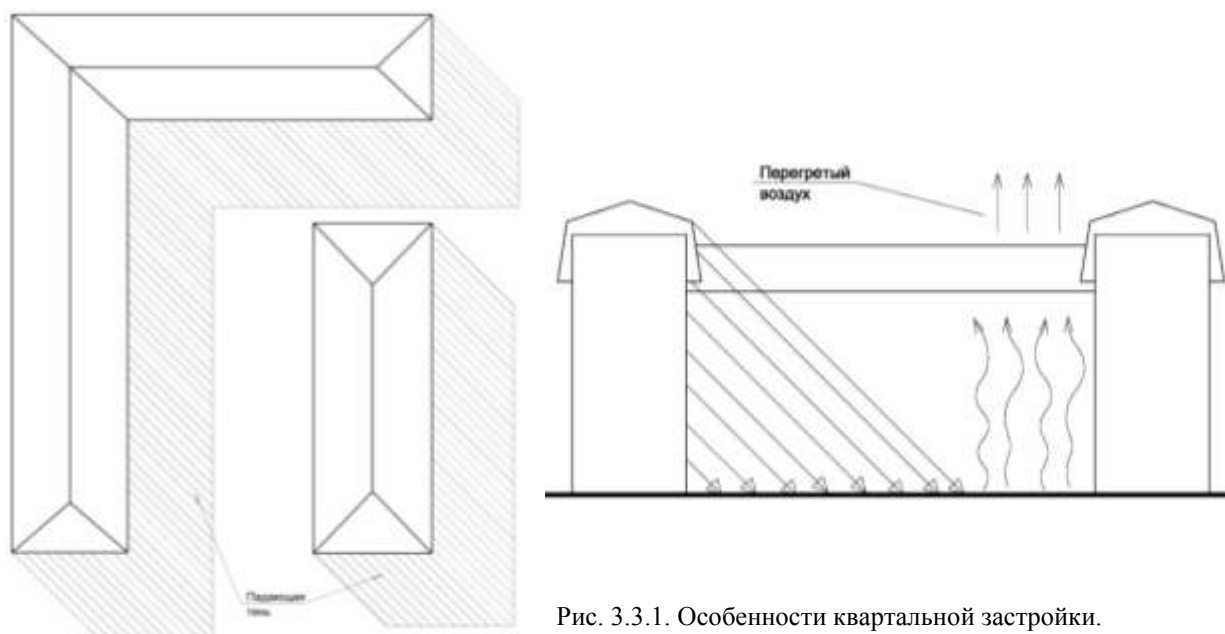 Перегретый
воздух
Падающая
тень
Рис. 3.3.1. Особенности квартальной застройки.